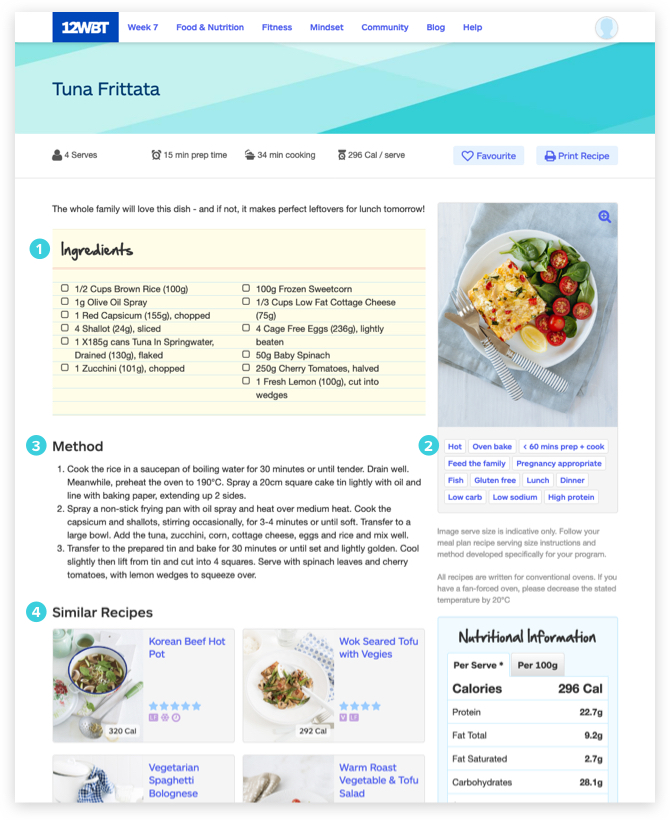 12WBT Week 7 Food & Nutrition Fitness Mindset Community Blog Help
Tuna Frittata
4 Serves 15 min prep time 34 min cooking 296 Cal / serve Favourite Print Recipe
The whole family will love this dish - and if not, it makes perfect leftovers for lunch tomorrow!
1 Ingredients
1/2 Cups Brown Rice (100g)
1g Olive Oil Spray
1 Red Capsicum (155g), chopped
4 Shallot (24g), sliced
1 X185g cans Tuna In Springwater,
Drained (130g), flaked
1 Zucchini (101g), chopped
100g Frozen Sweetcorn
1/3 Cups Low Fat Cottage Cheese
(75g)
4 Cage Free Eggs (236g), lightly
beaten
50g Baby Spinach
250g Cherry Tomatoes, halved
1 Fresh Lemon (100g), cut into
wedges
3 Method
1. Cook the rice in a saucepan of boiling water for 30 minutes or until tender. Drain well.
Meanwhile, preheat the oven to 190°C. Spray a 20cm square cake tin lightly with oil and
line with baking paper, extending up 2 sides.
2. Spray a non-stick frying pan with oil spray and heat over medium heat. Cook the
capsicum and shallots, stirring occasionally, for 3-4 minutes or until soft. Transfer to a
large bowl. Add the tuna, zucchini, corn, cottage cheese, eggs and rice and mix well.
3. Transfer to the prepared tin and bake for 30 minutes or until set and lightly golden. Cool
slightly then lift from tin and cut into 4 squares. Serve with spinach leaves and cherry
tomatoes, with lemon wedges to squeeze over.
2
Hot Oven bake < 60 mins prep + cook
Feed the family Pregnancy appropriate
Fish Gluten free Lunch Dinner
Low carb Low sodium High protein
Image serve size is indicative only. Follow your
meal plan recipe serving size instructions and
method developed specifically for your program.
All recipes are written for conventional ovens. If you
have a fan-forced oven, please decrease the stated
temperature by 20°C
4 Similar Recipes
Korean Beef Hot
Pot
LF
320 Cal
Wok Seared Tofu
with Vegies
V LF
292 Cal
Vegetarian
Spaghetti
Bolognese
Warm Roast
Vegetable & Tofu
Salad
Nutritional Information
Per Serve * Per 100g
Calories 296 Cal
Protein 22.7g
Fat Total 9.2g
Fat Saturated 2.7g
Carbohydrates 28.1g